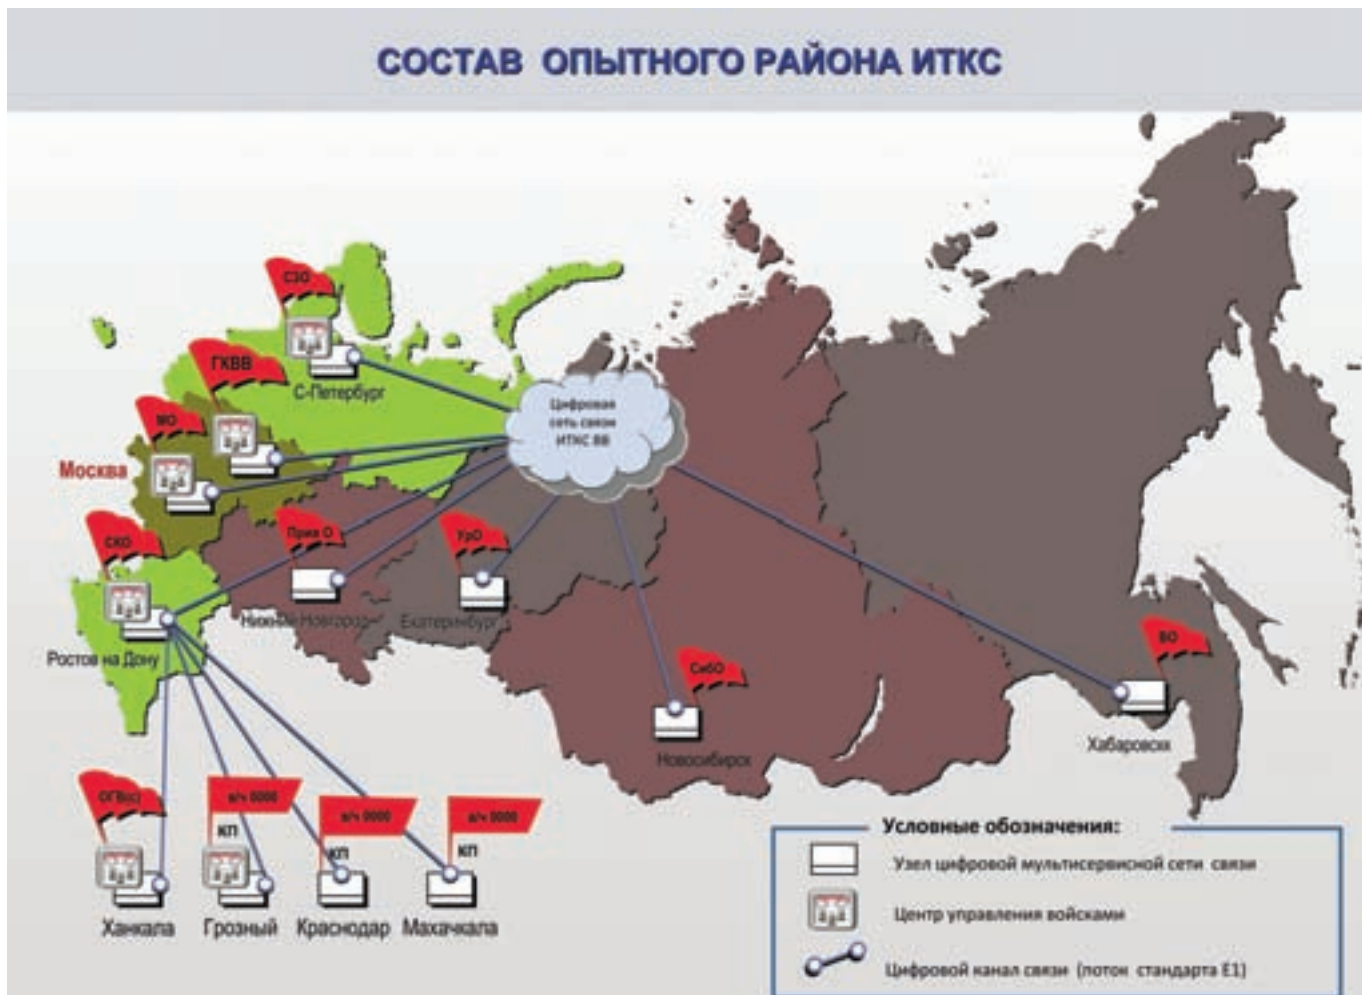 СОСТАВ ОПЫТНОГО РАЙОНА ИТКС
СЗО
С-Петербург
ГКВВ
МО
Москва
Цифровая
сеть связи
ИТКС ВВ
СКО
Ростов на Дону
Прив О
Нижний Новгород
УрО
Екатеринбург
СибО
Новосибирск
ВО
Хабаровск
ОГВ(с)
Ханкала
в/ч 0000
КП
Грозный
в/ч 0000
КП
Краснодар
в/ч 0000
КП
Махачкала
Условные обозначения:
Узел цифровой мультисервисной сети связи
Центр управления войсками
Цифровой канал связи (поток стандарта Е1)